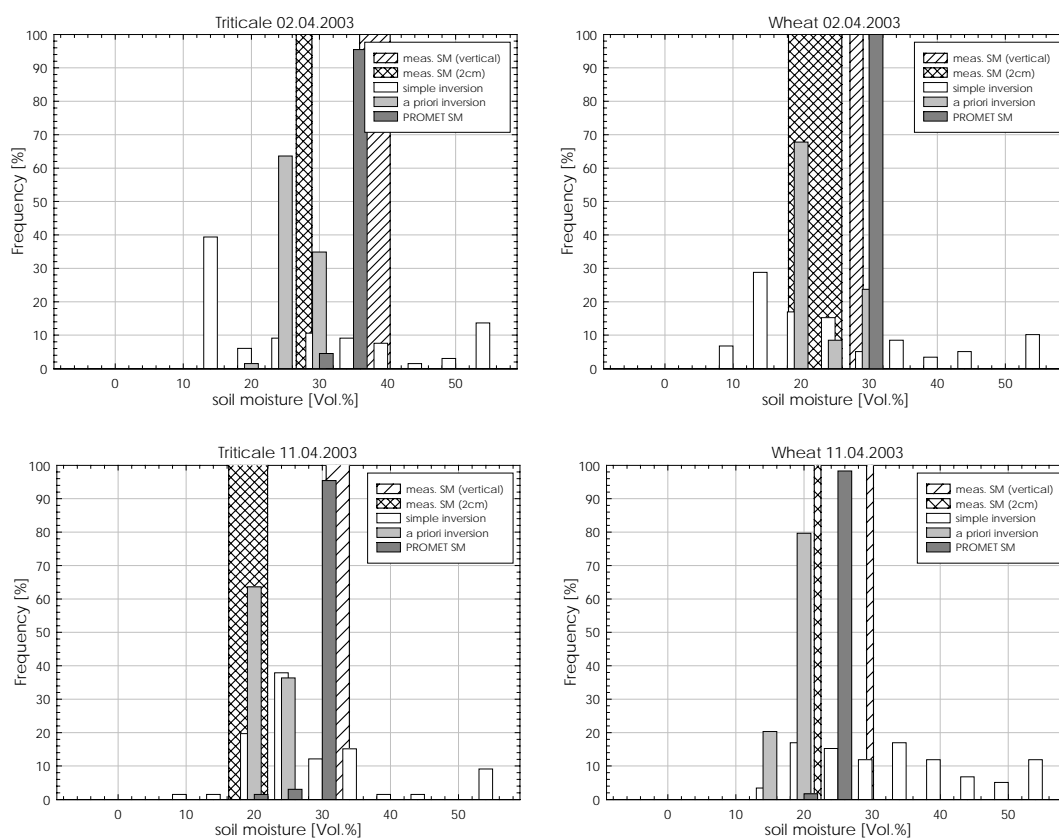 Triticale 02.04.2003
100
90
80
70
60
50
40
30
20
10
0
Frequency [%]
meas. SM (vertical)
meas. SM (2cm)
simple inversion
a priori inversion
PROMET SM
0 10 20 30 40 50
soil moisture [Vol.%]
Wheat 02.04.2003
100
90
80
70
60
50
40
30
20
10
0
Frequency [%]
meas. SM (vertical)
meas. SM (2cm)
simple inversion
a priori inversion
PROMET SM
0 10 20 30 40 50
soil moisture [Vol.%]
Triticale 11.04.2003
100
90
80
70
60
50
40
30
20
10
0
Frequency [%]
meas. SM (vertical)
meas. SM (2cm)
simple inversion
a priori inversion
PROMET SM
0 10 20 30 40 50
soil moisture [Vol.%]
Wheat 11.04.2003
100
90
80
70
60
50
40
30
20
10
0
Frequency [%]
meas. SM (vertical)
meas. SM (2cm)
simple inversion
a priori inversion
PROMET SM
0 10 20 30 40 50
soil moisture [Vol.%]